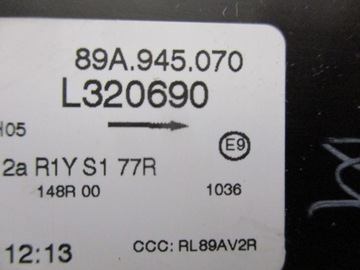 89A.945.070
L320690
H05
E9
2a R1Y S1 77R
148R 00 1036
12:13 CCC: RL89AV2R